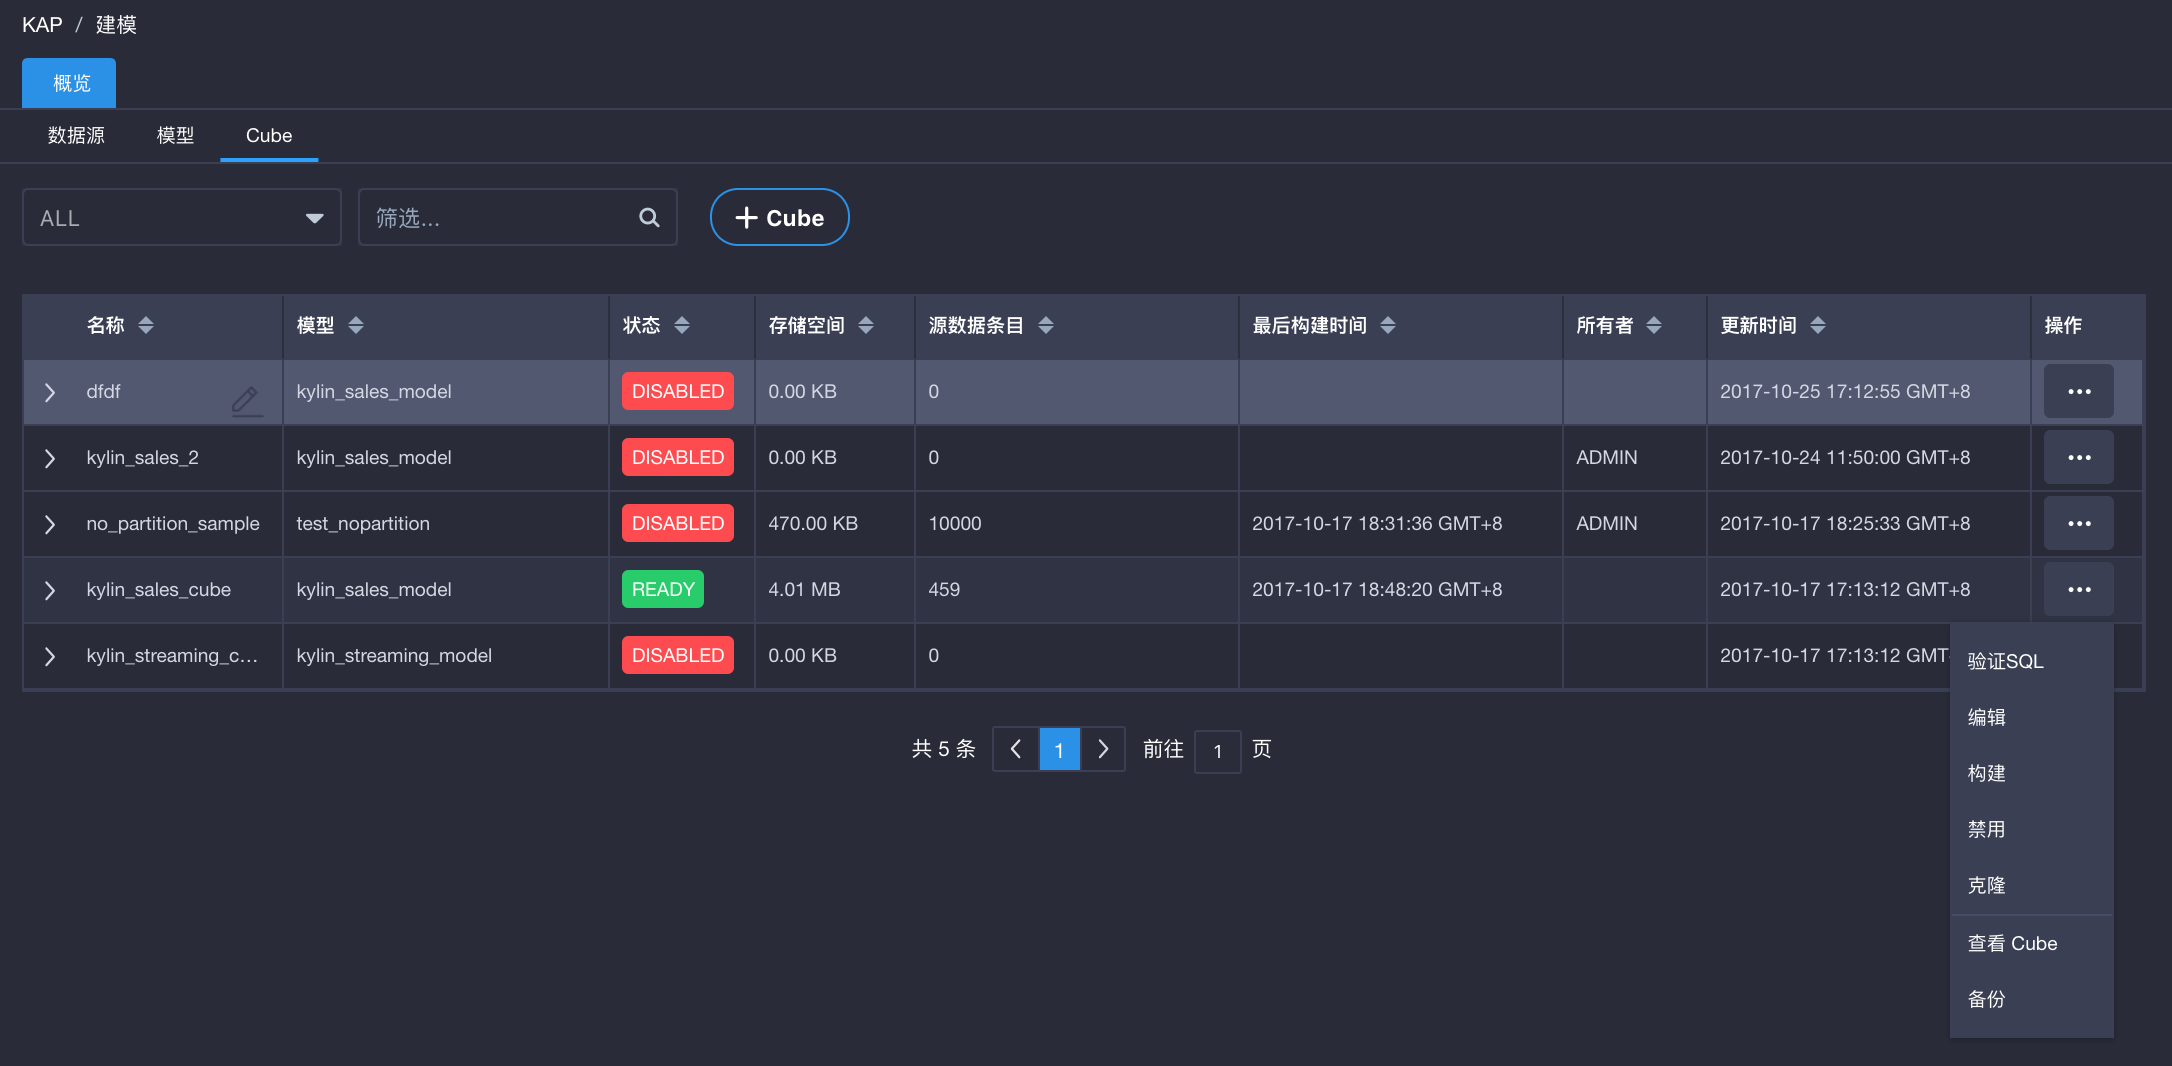 KAP / 建模
概览
数据源 模型 Cube
ALL 筛选... + Cube
名称 模型 状态 存储空间 源数据条目 最后构建时间 所有者 更新时间 操作
dfdf kylin_sales_model DISABLED 0.00 KB 0 2017-10-25 17:12:55 GMT+8
kylin_sales_2 kylin_sales_model DISABLED 0.00 KB 0 ADMIN 2017-10-24 11:50:00 GMT+8
no_partition_sample test_nopartition DISABLED 470.00 KB 10000 2017-10-17 18:31:36 GMT+8 ADMIN 2017-10-17 18:25:33 GMT+8
kylin_sales_cube kylin_sales_model READY 4.01 MB 459 2017-10-17 18:48:20 GMT+8 2017-10-17 17:13:12 GMT+8
kylin_streaming_c... kylin_streaming_model DISABLED 0.00 KB 0 2017-10-17 17:13:12 GMT
验证SQL
编辑
构建
禁用
克隆
查看 Cube
备份
共 5 条 1 前往 1 页